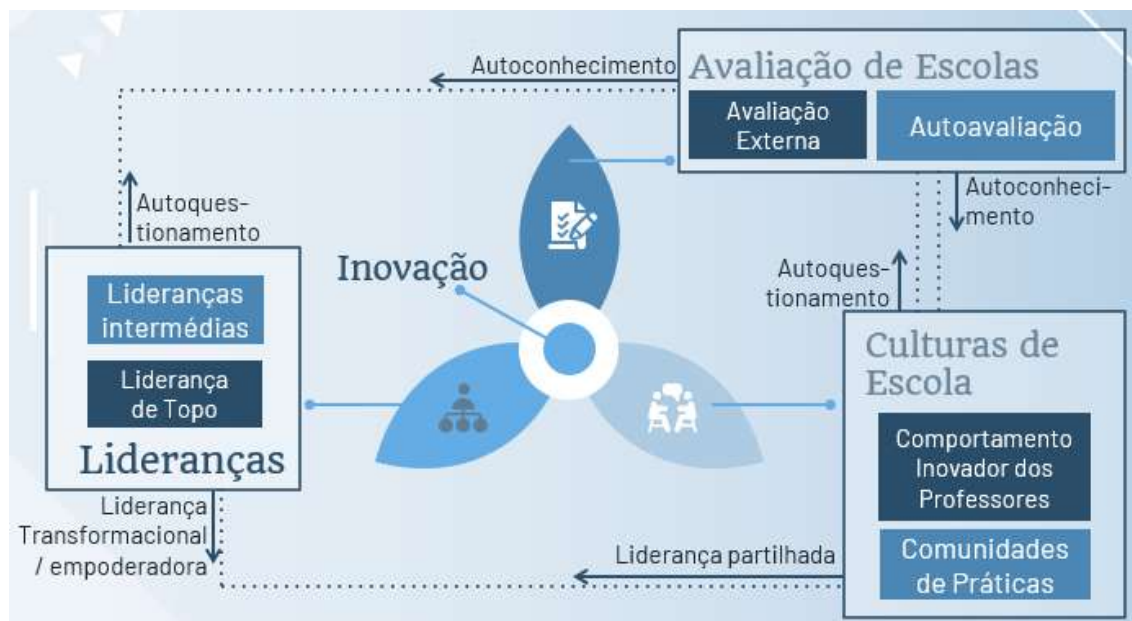 Autoconhecimento
Avaliação de Escolas
Avaliação
Externa
Autoavaliação
Autoques-
tionamento
Autoconheci-
mento
Inovação
Autoques-
tionamento
Lideranças
intermédias
Liderança
de Topo
Lideranças
Culturas de
Escola
Comportamento
Inovador dos
Professores
Comunidades
de Práticas
Liderança
Transformacional
/ empoderadora
Liderança partilhada